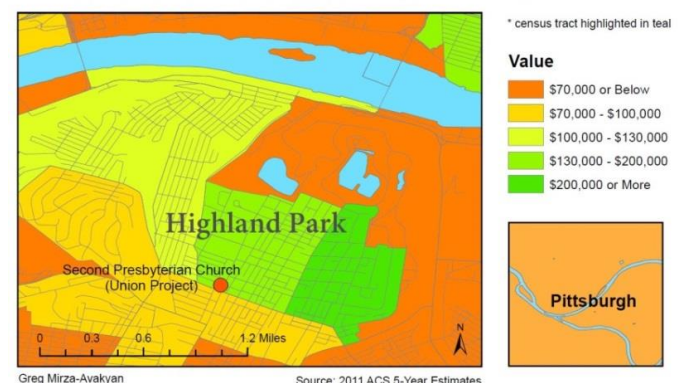 * census tract highlighted in teal
Value
$70,000 or Below
$70,000 - $100,000
$100,000 - $130,000
$130,000 - $200,000
$200,000 or More
Highland Park
Second Presbyterian Church
(Union Project)
0 0.3 0.6 1.2 Miles
N
Pittsburgh
Greg Mirza-Avakyan
Source: 2011 ACS 5-Year Estimates